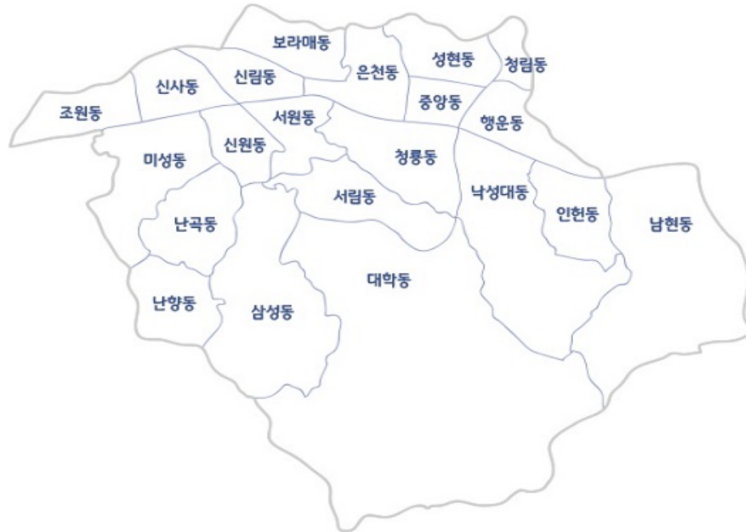 보라매동
성현동
청림동
은천동
신림동
신사동
조원동
중앙동
서원동
행운동
신원동
미성동
청룡동
낙성대동
서림동
인헌동
남현동
난곡동
대학동
난향동
삼성동